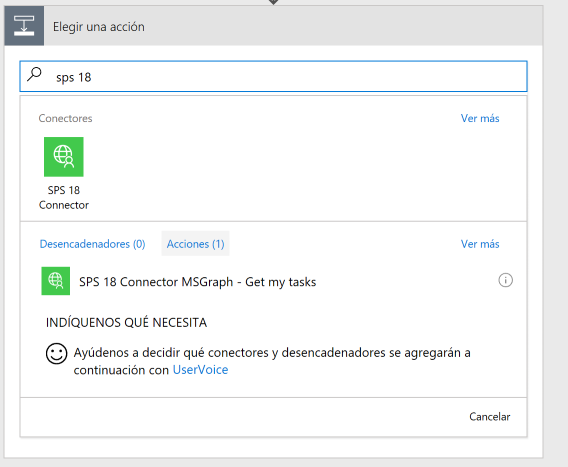 Elegir una acción
sps 18
Conectores
Ver más
SPS 18
Connector
Desencadenadores (0)
Acciones (1)
Ver más
SPS 18 Connector MSGraph - Get my tasks
INDÍQUENOS QUÉ NECESITA
Ayúdenos a decidir qué conectores y desencadenadores se agregarán a
continuación con UserVoice
Cancelar